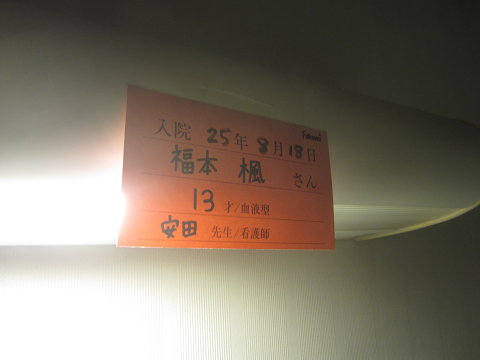 入院 25年 8月 18日
福本 楓 さん
13 才/血液型
安田 先生/看護師